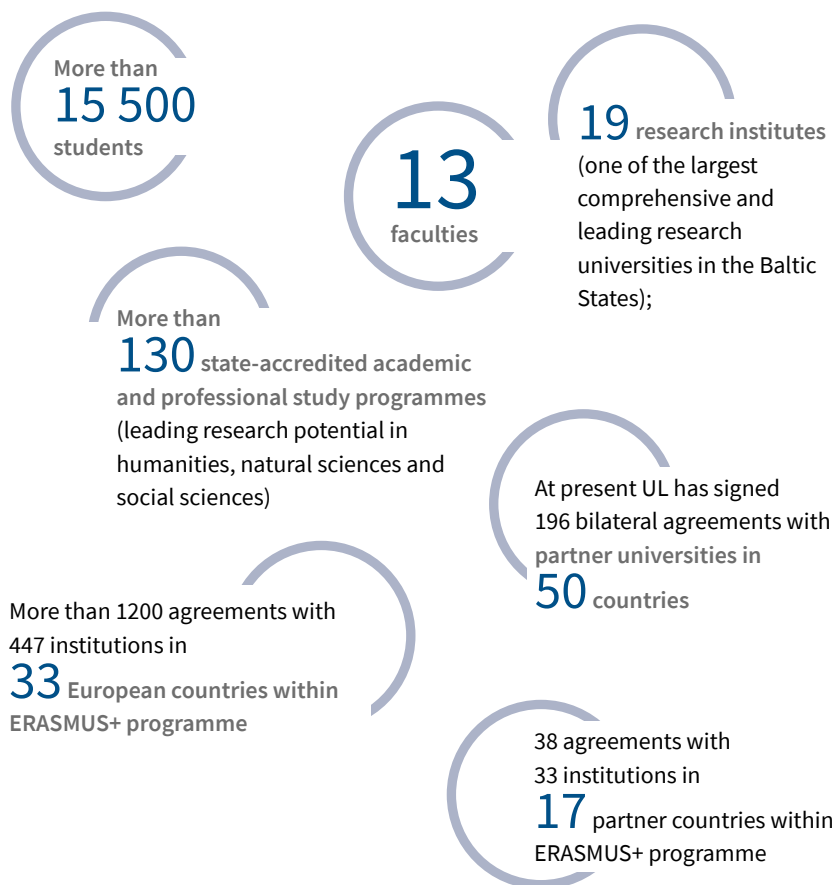 More than
15 500
students
13
faculties
19 research institutes
(one of the largest
comprehensive and
leading research
universities in the Baltic
States);
More than
130 state-accredited academic
and professional study programmes
(leading research potential in
humanities, natural sciences and
social sciences)
At present UL has signed
196 bilateral agreements with
partner universities in
50 countries
More than 1200 agreements with
447 institutions in
33 European countries within
ERASMUS+ programme
38 agreements with
33 institutions in
17 partner countries within
ERASMUS+ programme